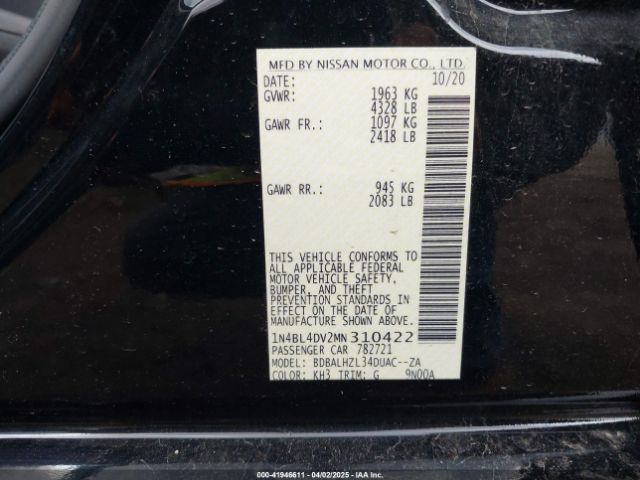 MFD BY NISSAN MOTOR CO., LTD.
DATE: 10/20
GVWR: 1963 KG
4328 LB
GAWR FR.: 1097 KG
2418 LB
GAWR RR.: 945 KG
2083 LB
THIS VEHICLE CONFORMS TO
ALL APPLICABLE FEDERAL
MOTOR VEHICLE SAFETY,
BUMPER, AND THEFT
PREVENTION STANDARDS IN
EFFECT ON THE DATE OF
MANUFACTURE SHOWN ABOVE.
1N4BL4DV2MN310422
PASSENGER CAR 782721
MODEL: BDBALHZL34DUAC--ZA
COLOR: KH3 TRIM: G 9N00A
000-41946611 - 04/02/2025 - IAAI.COM